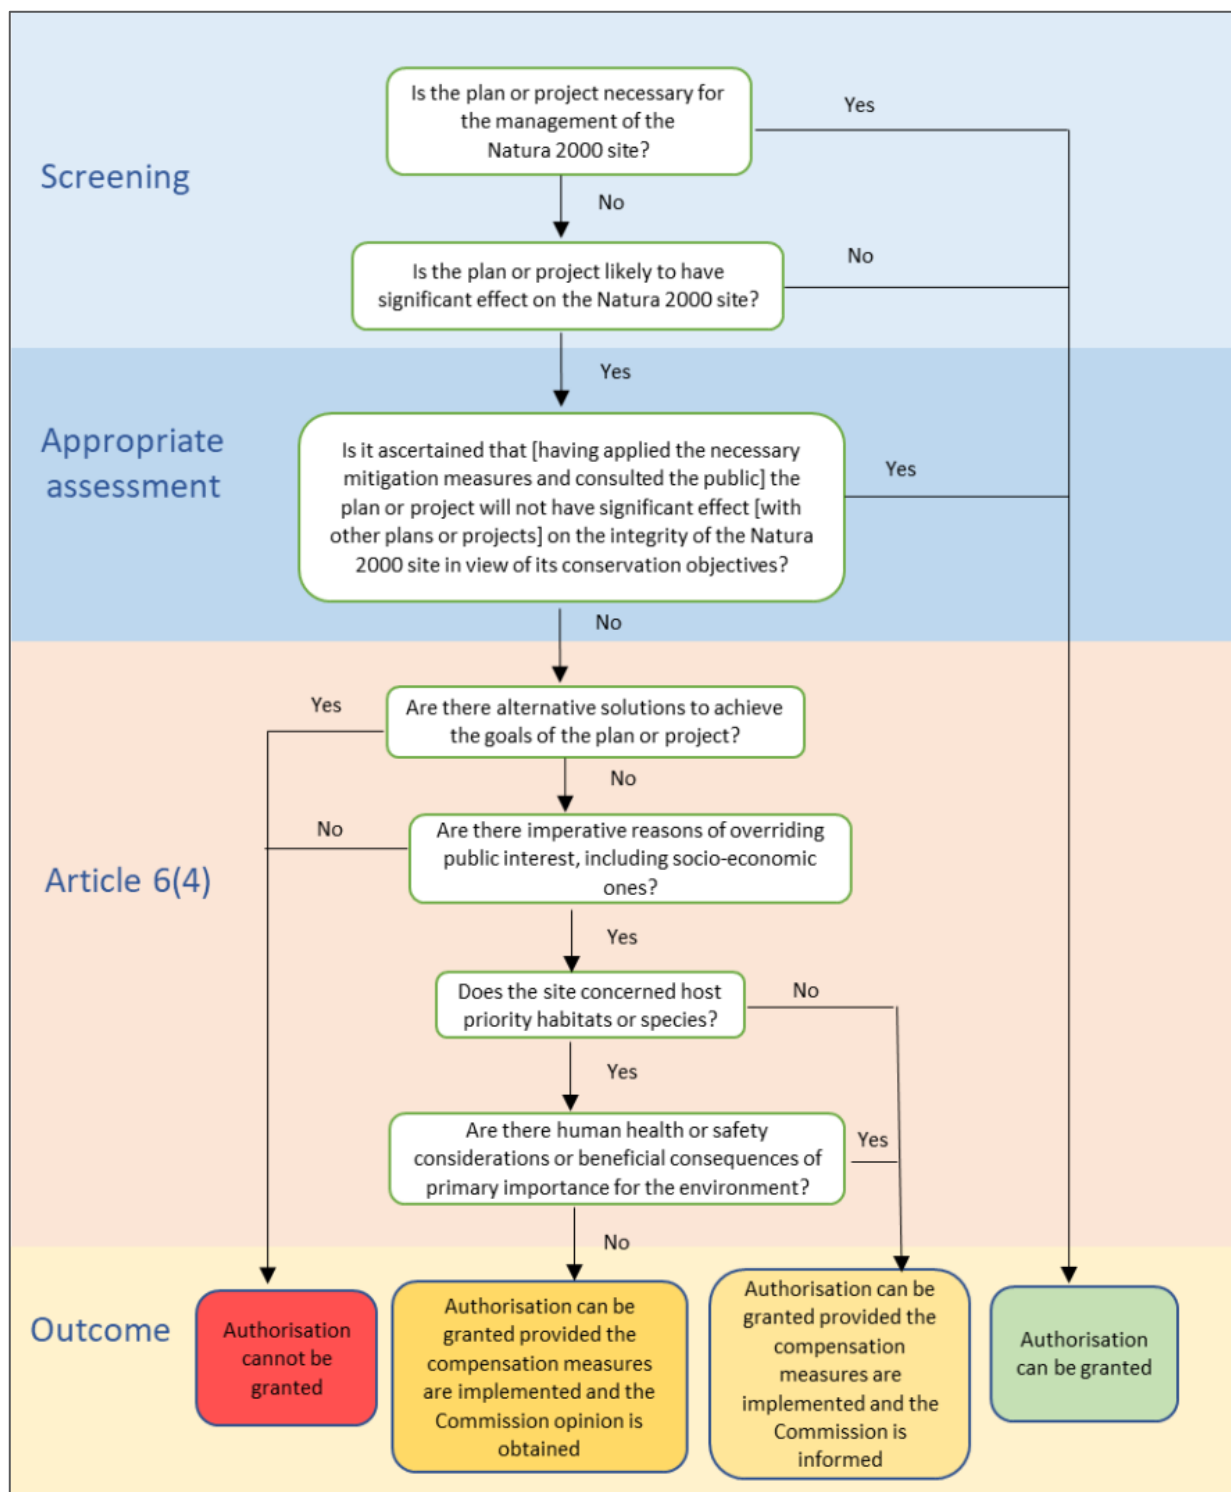 Is the plan or project necessary for
the management of the
Natura 2000 site?
Yes
Screening
No
Is the plan or project likely to have
significant effect on the Natura 2000 site?
No
Yes
Appropriate
assessment
Is it ascertained that [having applied the necessary
mitigation measures and consulted the public] the
plan or project will not have significant effect [with
other plans or projects] on the integrity of the Natura
2000 site in view of its conservation objectives?
Yes
No
Yes
Are there alternative solutions to achieve
the goals of the plan or project?
No
No
Are there imperative reasons of overriding
public interest, including socio-economic
ones?
Article 6(4)
Yes
Does the site concerned host
priority habitats or species?
No
Yes
Are there human health or safety
considerations or beneficial consequences of
primary importance for the environment?
Yes
No
Outcome
Authorisation
cannot be
granted
Authorisation can be
granted provided the
compensation measures
are implemented and the
Commission opinion is
obtained
Authorisation can be
granted provided the
compensation
measures are
implemented and the
Commission is
informed
Authorisation
can be granted